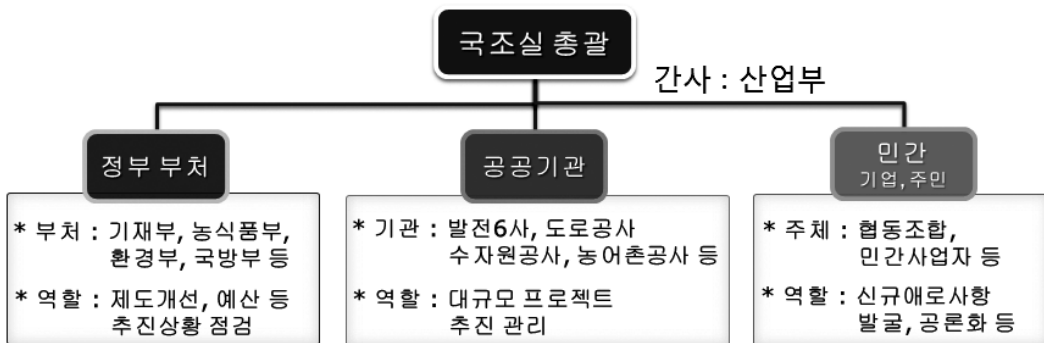 국조실 총괄
간사 : 산업부
정부 부처
* 부처 : 기재부, 농식품부,
환경부, 국방부 등
* 역할 : 제도개선, 예산 등
추진상황 점검
공공기관
* 기관 : 발전6사, 도로공사
수자원공사, 농어촌공사 등
* 역할 : 대규모 프로젝트
추진 관리
민간
기업, 주민
* 주체 : 협동조합,
민간사업자 등
* 역할 : 신규애로사항
발굴, 공론화 등